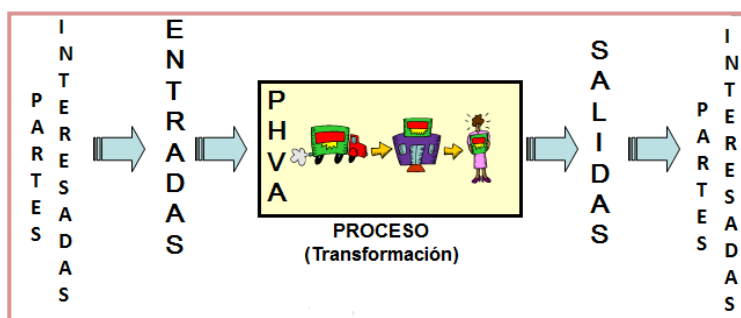 PARTES
INTERESADAS
ENTRADAS
PHVA
PROCESO
(Transformación)
SALIDAS
PARTES
INTERESADAS